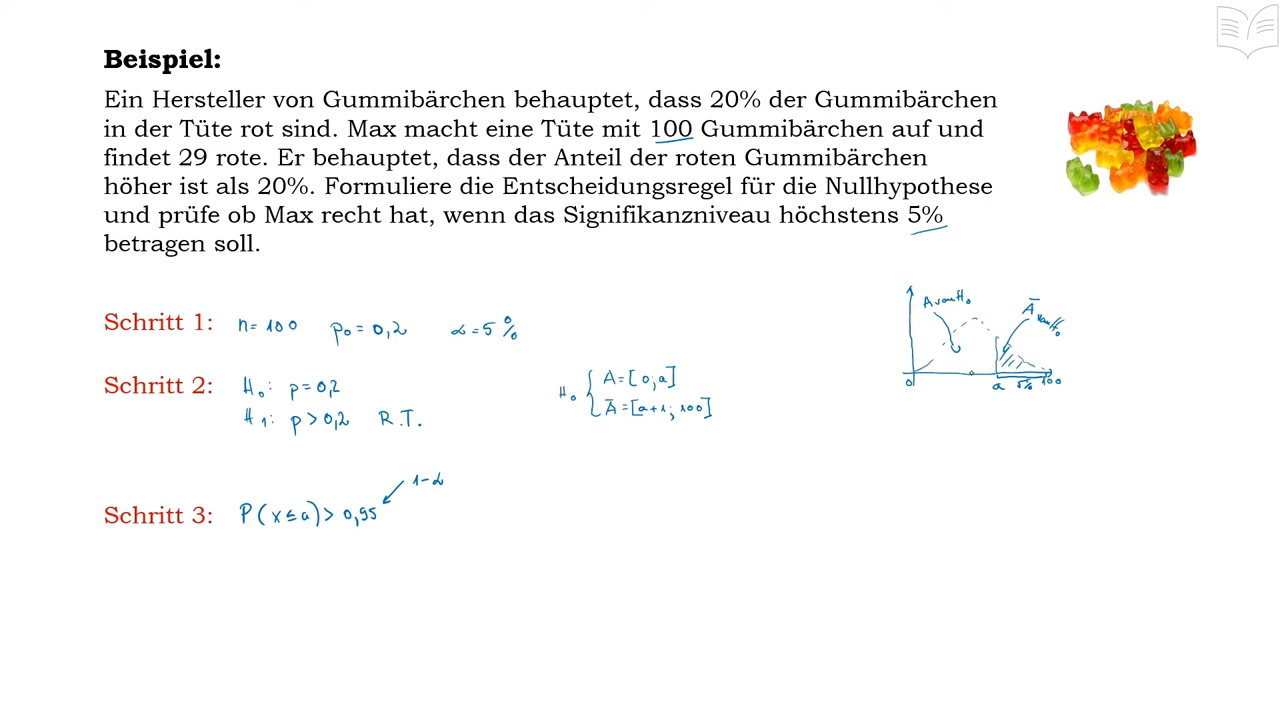 Beispiel:
Ein Hersteller von Gummibärchen behauptet, dass 20% der Gummibärchen
in der Tüte rot sind. Max macht eine Tüte mit 100 Gummibärchen auf und
findet 29 rote. Er behauptet, dass der Anteil der roten Gummibärchen
höher ist als 20%. Formuliere die Entscheidungsregel für die Nullhypothese
und prüfe ob Max recht hat, wenn das Signifikanzniveau höchstens 5%
betragen soll.
Schritt 1: n=100 p₀=0,2 α=5%
A von H₀
Ā von H₀
0 a 5% 100
Schritt 2: H₀: p=0,2
H₁: p>0,2 R.T.
H₀ { A=[0;a]
Ā=[a+1;100]
1-α
Schritt 3: P(x≤a)>0,95